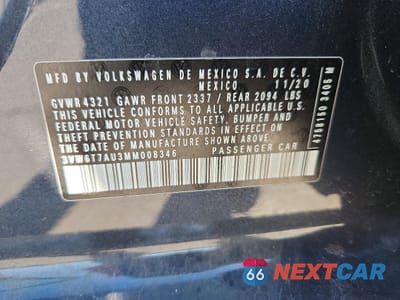 MFD BY VOLKSWAGEN DE MEXICO S.A. DE C.V.
MEXICO 11/20
GVWR 4321 GAWR FRONT 2337 / REAR 2094 LBS
THIS VEHICLE CONFORMS TO ALL APPLICABLE
FEDERAL MOTOR VEHICLE SAFETY, BUMPER AND
THEFT PREVENTION STANDARDS IN EFFECT ON THE
DATE OF MANUFACTURE SHOWN ABOVE
3VW6T7AU3MM008346 PASSENGER CAR
66 NEXTCAR